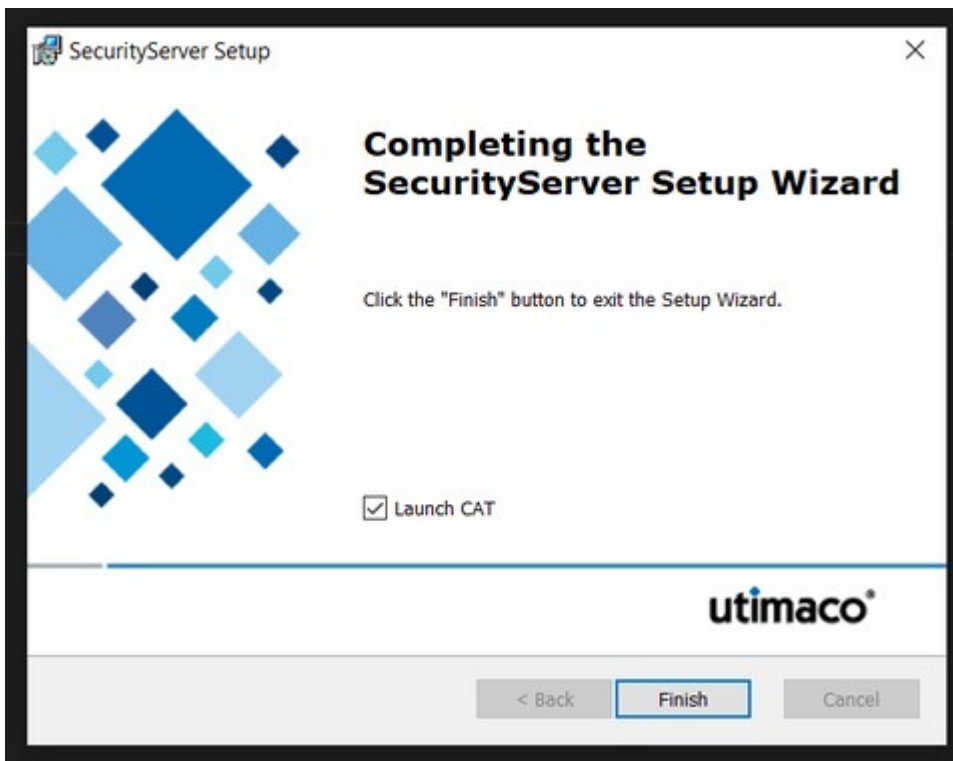 SecurityServer Setup
Completing the
SecurityServer Setup Wizard
Click the "Finish" button to exit the Setup Wizard.
Launch CAT
utimaco®
< Back
Finish
Cancel